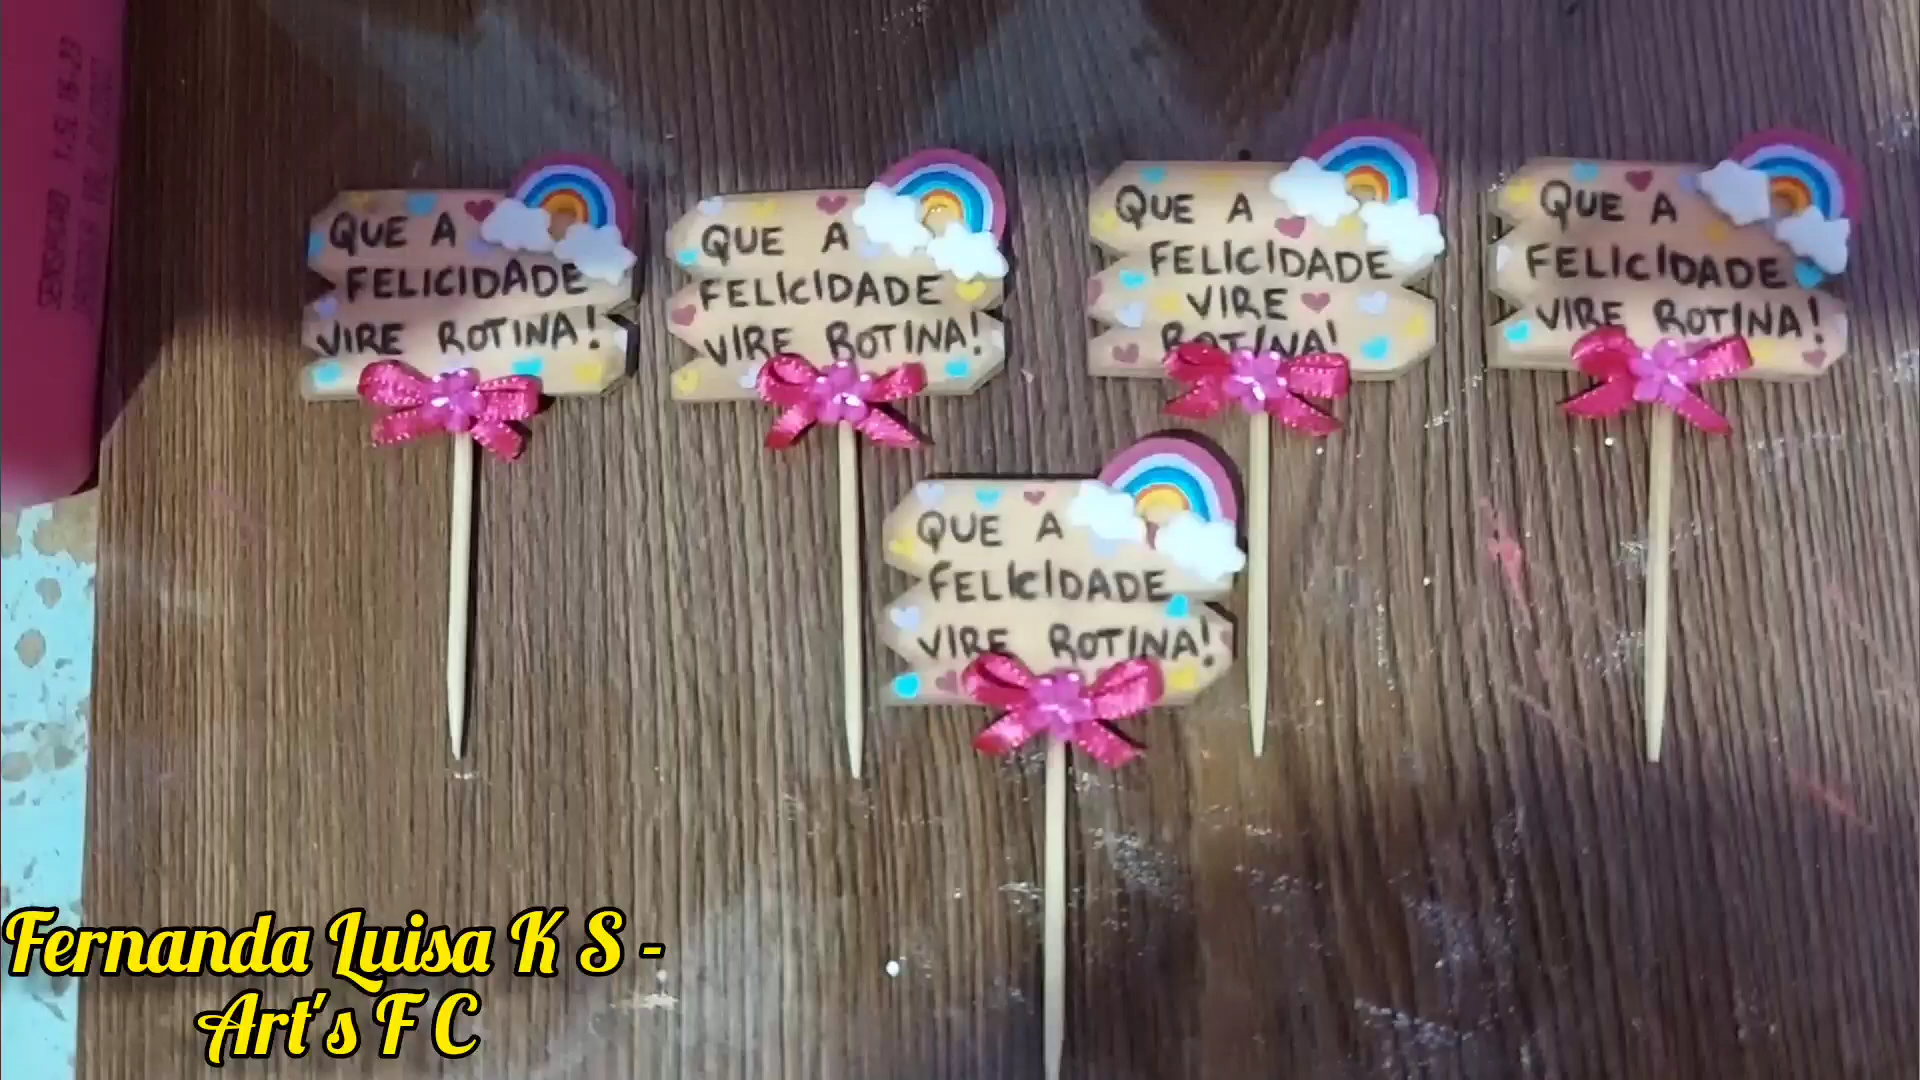 QUE A
FELICIDADE
VIRE ROTINA!
QUE A
FELICIDADE
VIRE ROTINA!
QUE A
FELICIDADE
VIRE
ROTINA!
QUE A
FELICIDADE
VIRE ROTINA!
QUE A
FELICIDADE
VIRE ROTINA!
Fernanda Luisa K S -
Art's F C